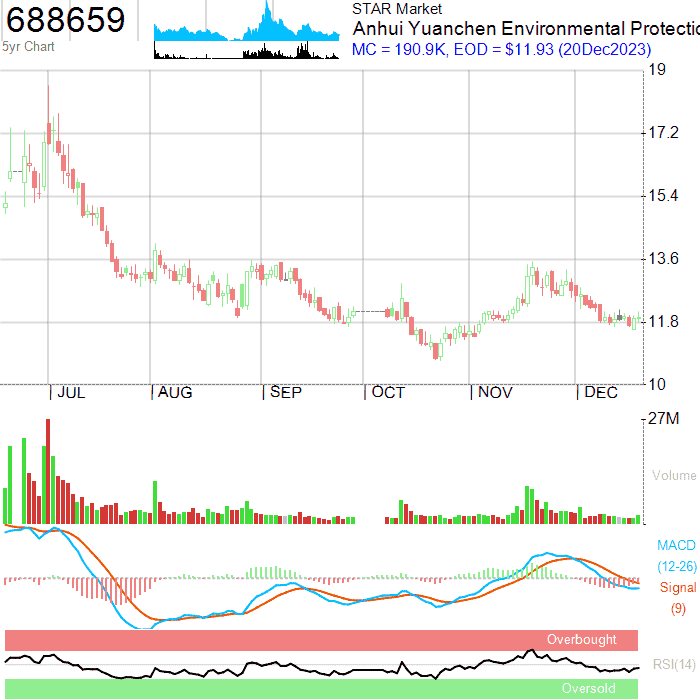 688659
5yr Chart
STAR Market
Anhui Yuanchen Environmental Protectio
MC = 190.9K, EOD = $11.93 (20Dec2023)
19
17.2
15.4
13.6
11.8
10
JUL AUG SEP OCT NOV DEC
27M
Volume
MACD
(12-26)
Signal
(9)
Overbought
RSI(14)
Oversold